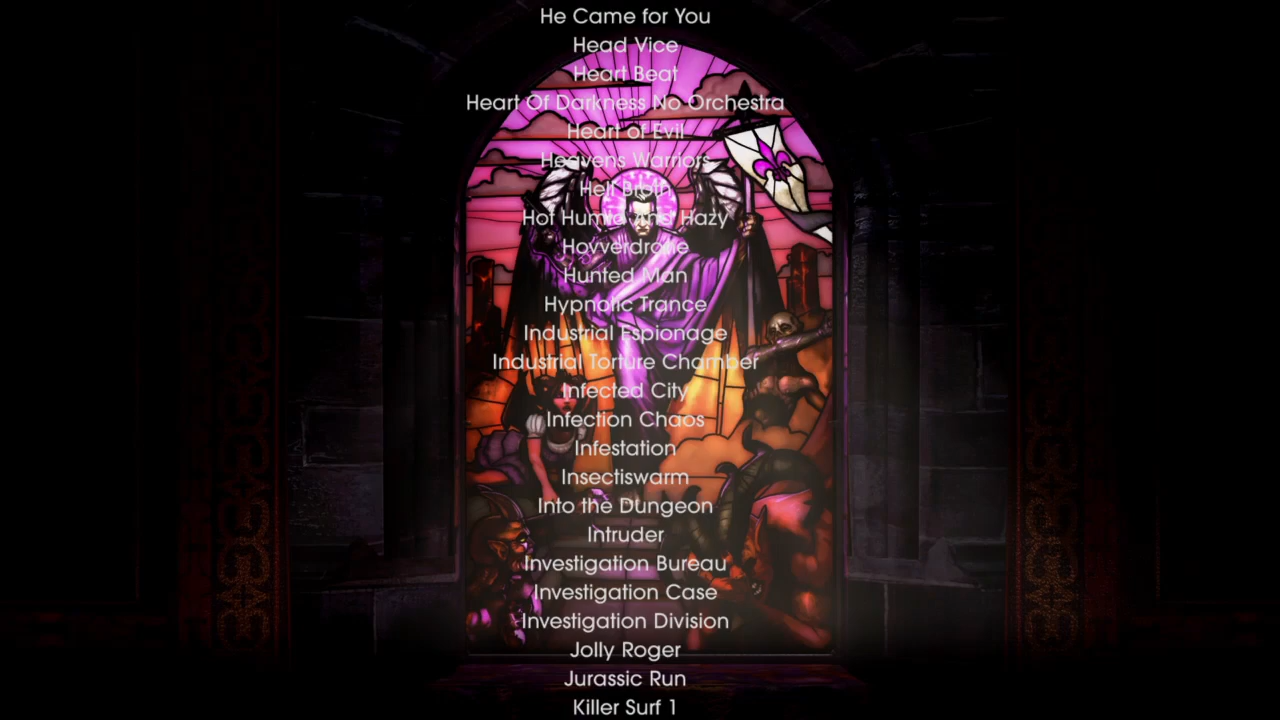 He Came for You
Head Vice
Heart Beat
Heart Of Darkness No Orchestra
Heart of Evil
Heavens Warriors
Hell Broth
Hot Humid And Hazy
Hovverdrone
Hunted Man
Hypnotic Trance
Industrial Espionage
Industrial Torture Chamber
Infected City
Infection Chaos
Infestation
Insectiswarm
Into the Dungeon
Intruder
Investigation Bureau
Investigation Case
Investigation Division
Jolly Roger
Jurassic Run
Killer Surf 1